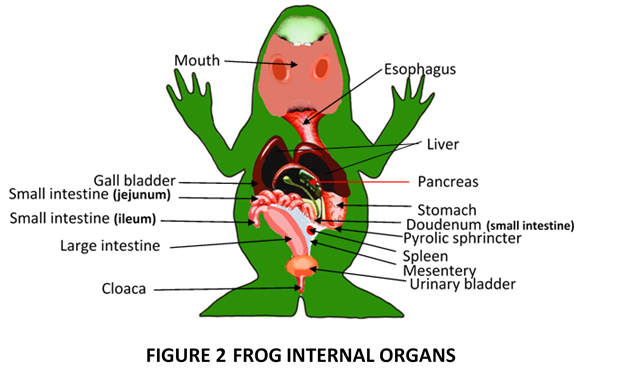 Mouth
Esophagus
Liver
Gall bladder
Pancreas
Small intestine (jejunum)
Stomach
Small intestine (ileum)
Doudenum (small intestine)
Pyrolic sphrincter
Large intestine
Spleen
Mesentery
Urinary bladder
Cloaca
FIGURE 2 FROG INTERNAL ORGANS